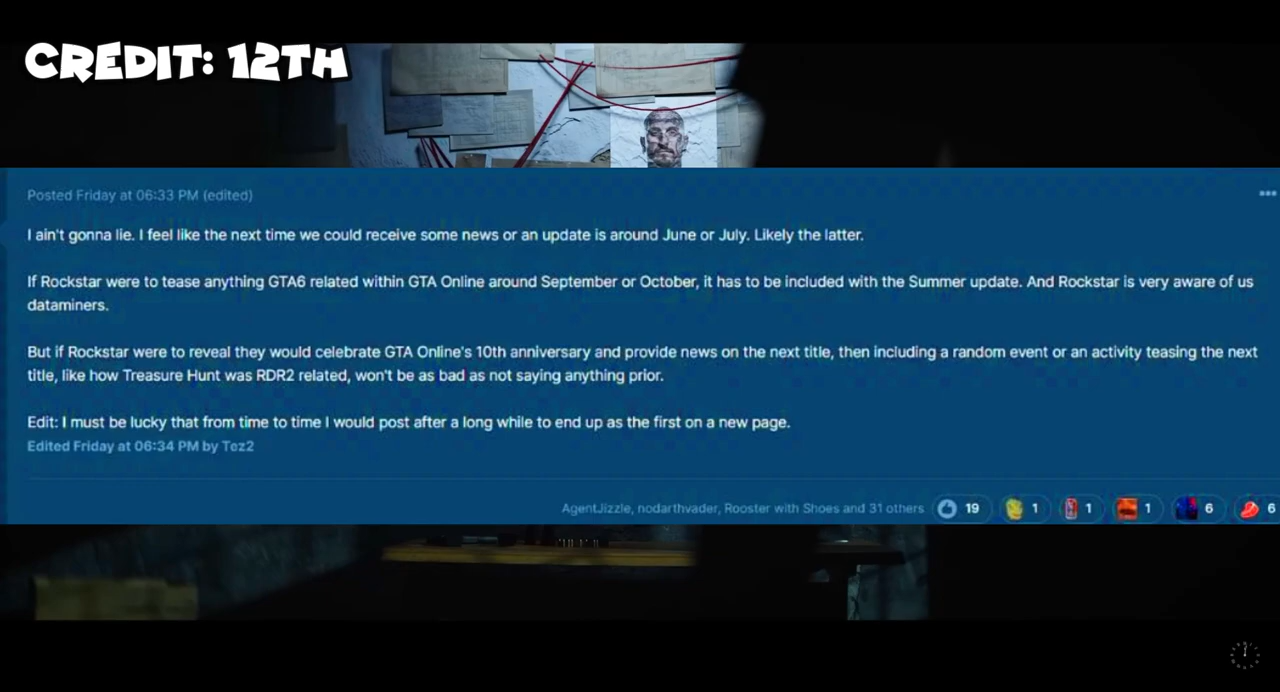 CREDIT: 12TH
Posted Friday at 06:33 PM (edited)
I ain't gonna lie. I feel like the next time we could receive some news or an update is around June or July. Likely the latter.
If Rockstar were to tease anything GTA6 related within GTA Online around September or October, it has to be included with the Summer update. And Rockstar is very aware of us
dataminers.
But if Rockstar were to reveal they would celebrate GTA Online's 10th anniversary and provide news on the next title, then including a random event or an activity teasing the next
title, like how Treasure Hunt was RDR2 related, won't be as bad as not saying anything prior.
Edit: I must be lucky that from time to time I would post after a long while to end up as the first on a new page.
Edited Friday at 06:34 PM by Tez2
AgentJizzle, nodarthvader, Rooster with Shoes and 31 others 19 1 1 1 6 6